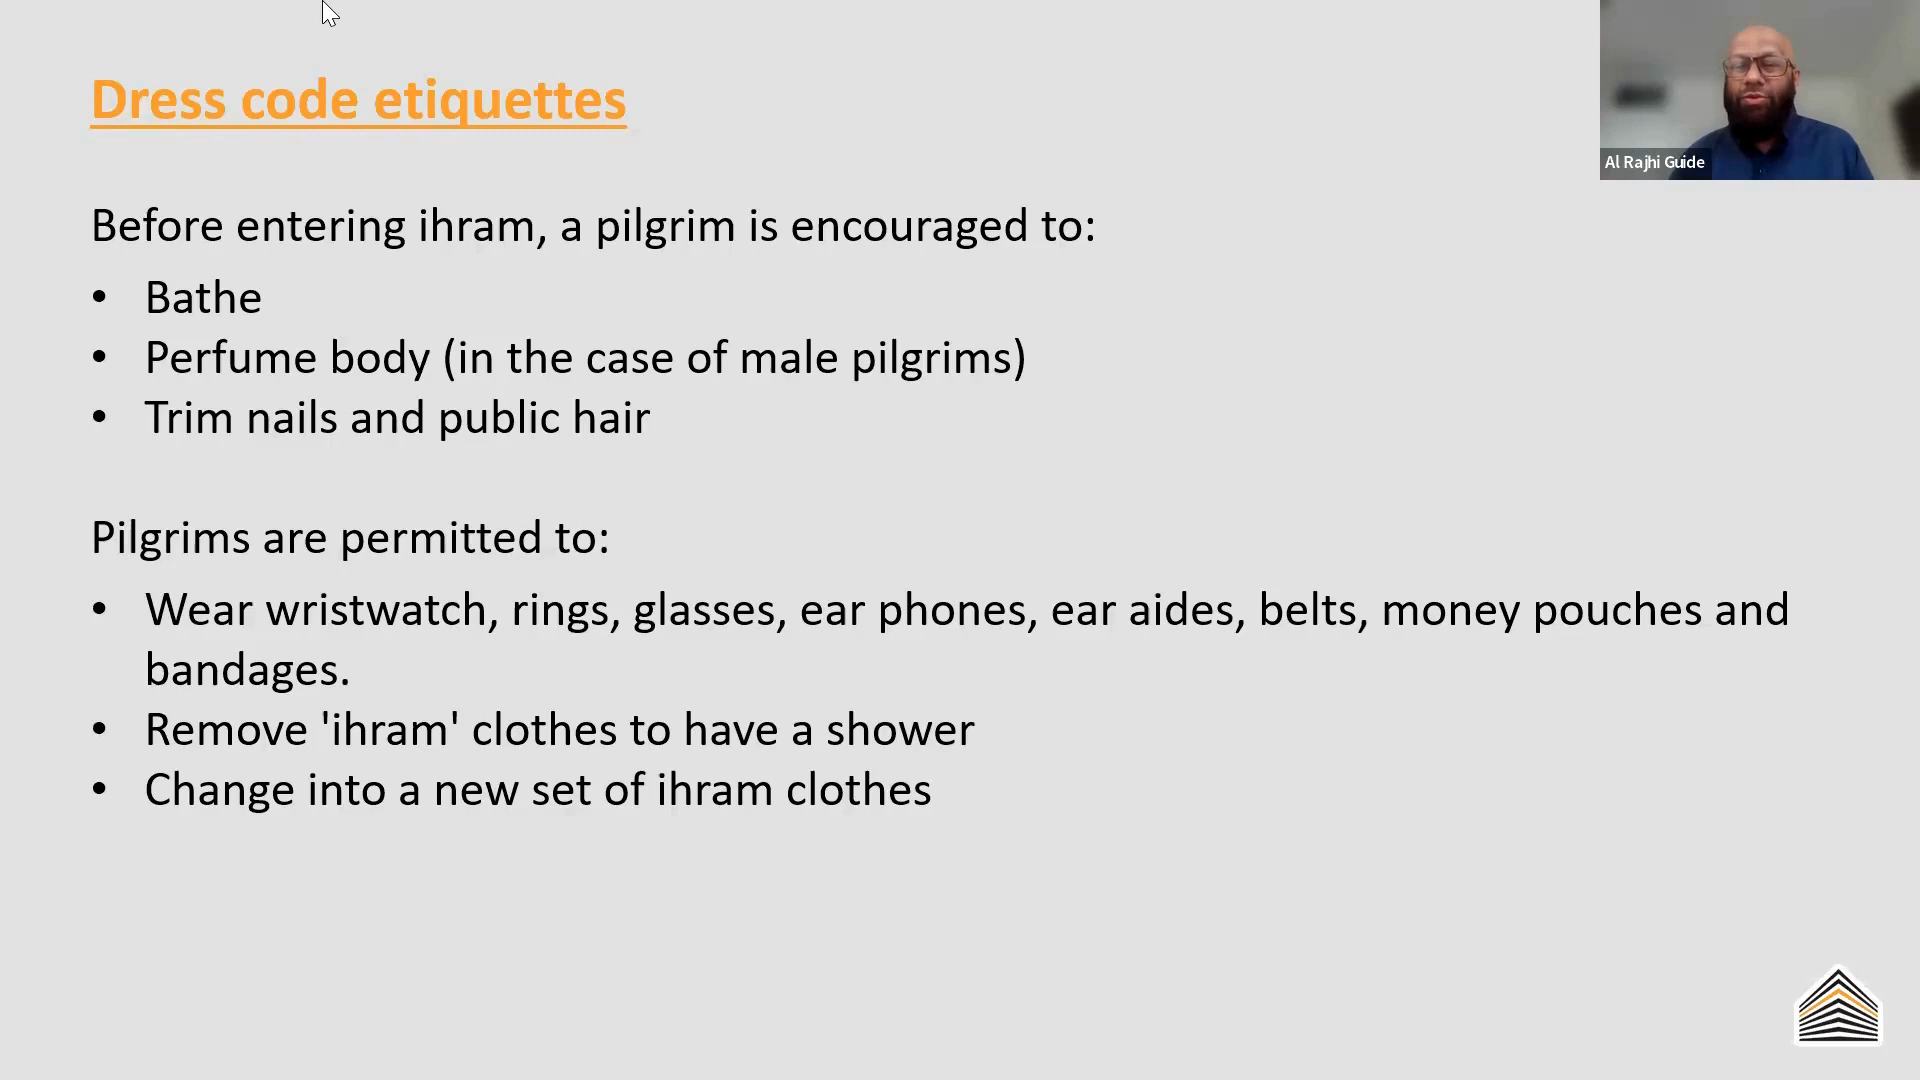 Dress code etiquettes
Al Rajhi Guide
Before entering ihram, a pilgrim is encouraged to:
• Bathe
• Perfume body (in the case of male pilgrims)
• Trim nails and public hair
Pilgrims are permitted to:
• Wear wristwatch, rings, glasses, ear phones, ear aides, belts, money pouches and
bandages.
• Remove 'ihram' clothes to have a shower
• Change into a new set of ihram clothes